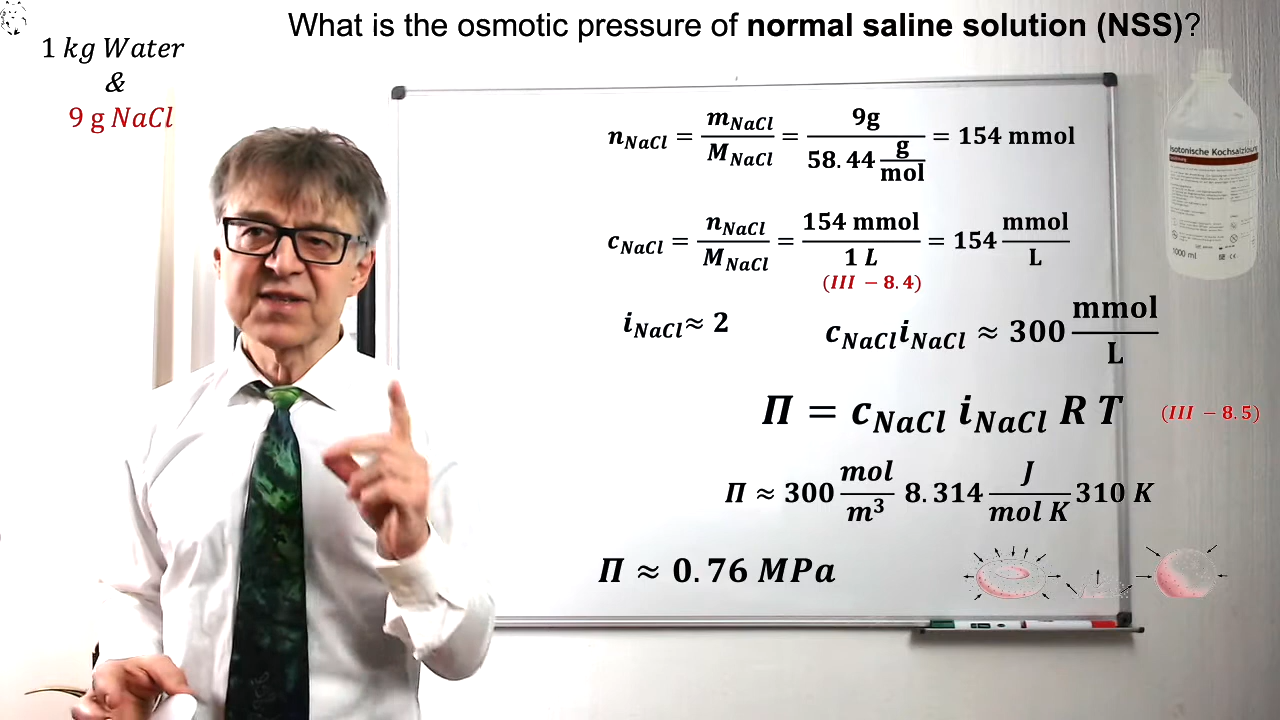 What is the osmotic pressure of normal saline solution (NSS)?
1 kg Water
&
9 g NaCl
n_NaCl = m_NaCl / M_NaCl = 9g / 58.44 g/mol = 154 mmol
c_NaCl = n_NaCl / M_NaCl = 154 mmol / 1 L = 154 mmol/L
(III − 8.4)
i_NaCl ≈ 2
c_NaCl i_NaCl ≈ 300 mmol/L
Π = c_NaCl i_NaCl R T (III − 8.5)
Π ≈ 300 mol/m³ 8.314 J/mol K 310 K
Π ≈ 0.76 MPa
Isotonische Kochsalzlösung
1000 ml